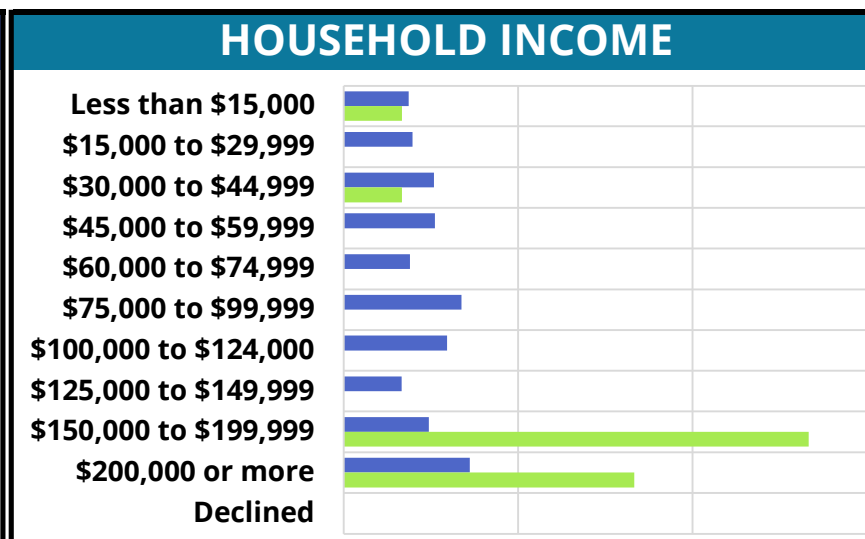 HOUSEHOLD INCOME
Less than $15,000
$15,000 to $29,999
$30,000 to $44,999
$45,000 to $59,999
$60,000 to $74,999
$75,000 to $99,999
$100,000 to $124,000
$125,000 to $149,999
$150,000 to $199,999
$200,000 or more
Declined